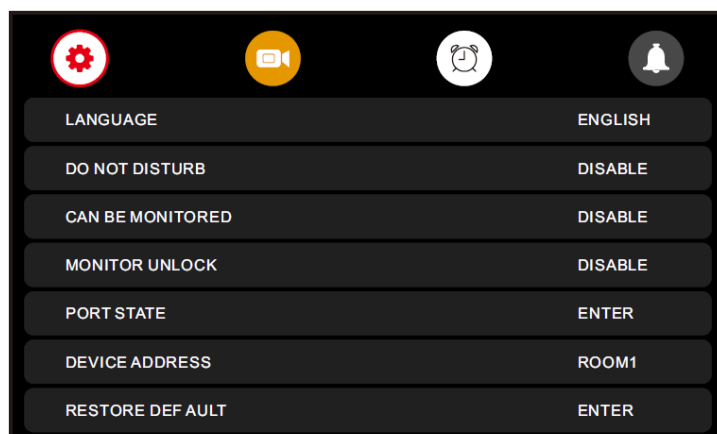 LANGUAGE ENGLISH
DO NOT DISTURB DISABLE
CAN BE MONITORED DISABLE
MONITOR UNLOCK DISABLE
PORT STATE ENTER
DEVICE ADDRESS ROOM1
RESTORE DEF AULT ENTER